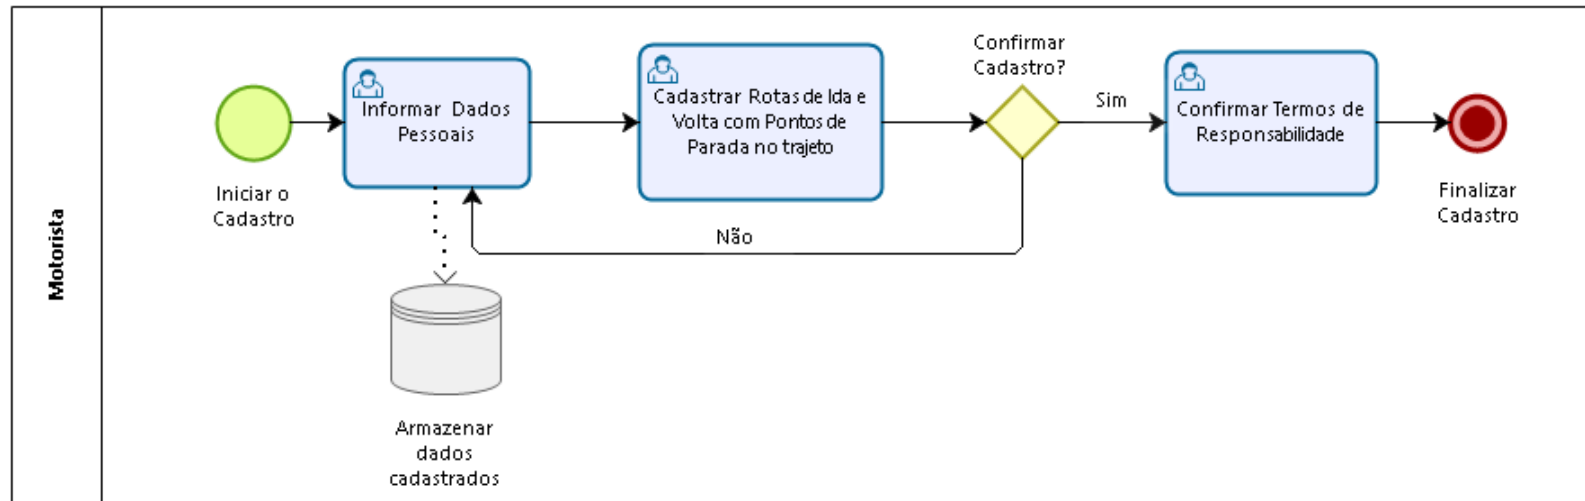 Motorista
Iniciar o
Cadastro
Informar Dados
Pessoais
Armazenar
dados
cadastrados
Cadastrar Rotas de Ida e
Volta com Pontos de
Parada no trajeto
Confirmar
Cadastro?
Sim
Não
Confirmar Termos de
Responsabilidade
Finalizar
Cadastro